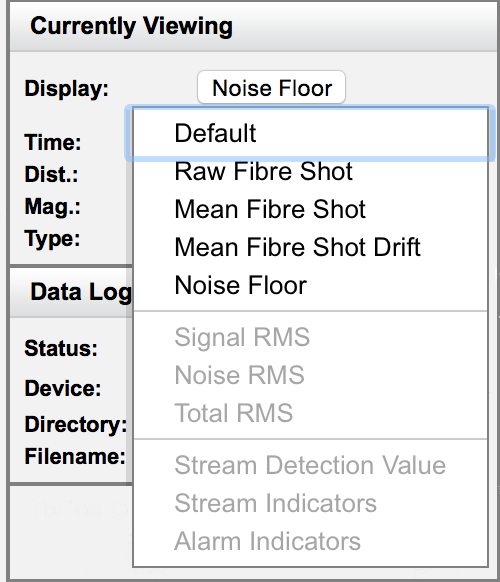 Currently Viewing
Display: Noise Floor
Time:
Dist.:
Mag.:
Type:
Default
Raw Fibre Shot
Mean Fibre Shot
Mean Fibre Shot Drift
Noise Floor
Signal RMS
Noise RMS
Total RMS
Stream Detection Value
Stream Indicators
Alarm Indicators
Data Log
Status:
Device:
Directory:
Filename: